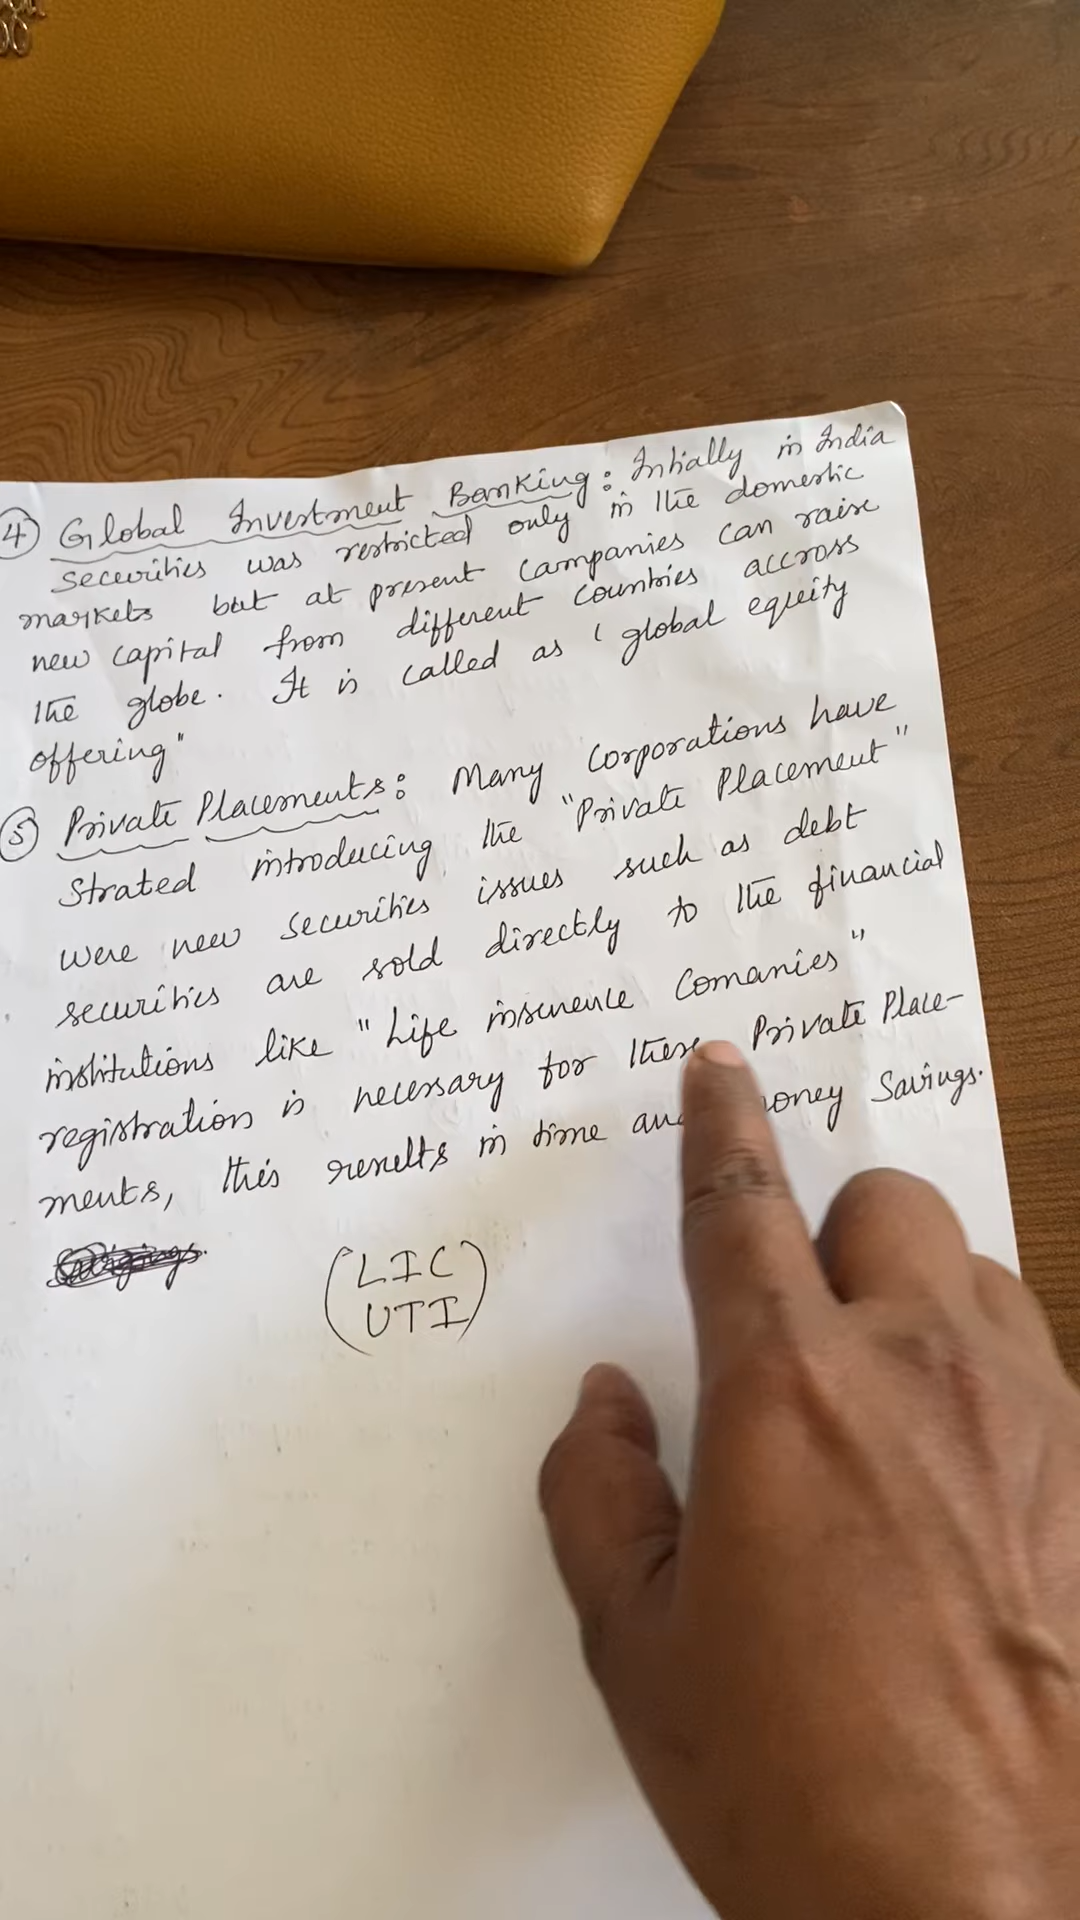 4) Global Investment Banking: Initially in India
securities was restricted only in the domestic
markets but at present companies can raise
new capital from different countries accross
the globe. It is called as ‘global equity
offering"
5) Private Placements: Many corporations have
Strated introducing the "Private Placement"
were new securities issues such as debt
securities are sold directly to the financial
institutions like "Life insurence Comanies"
registration is necessary for these Private Place-
ments, this results in time and money Savings.
(LIC
UTI)